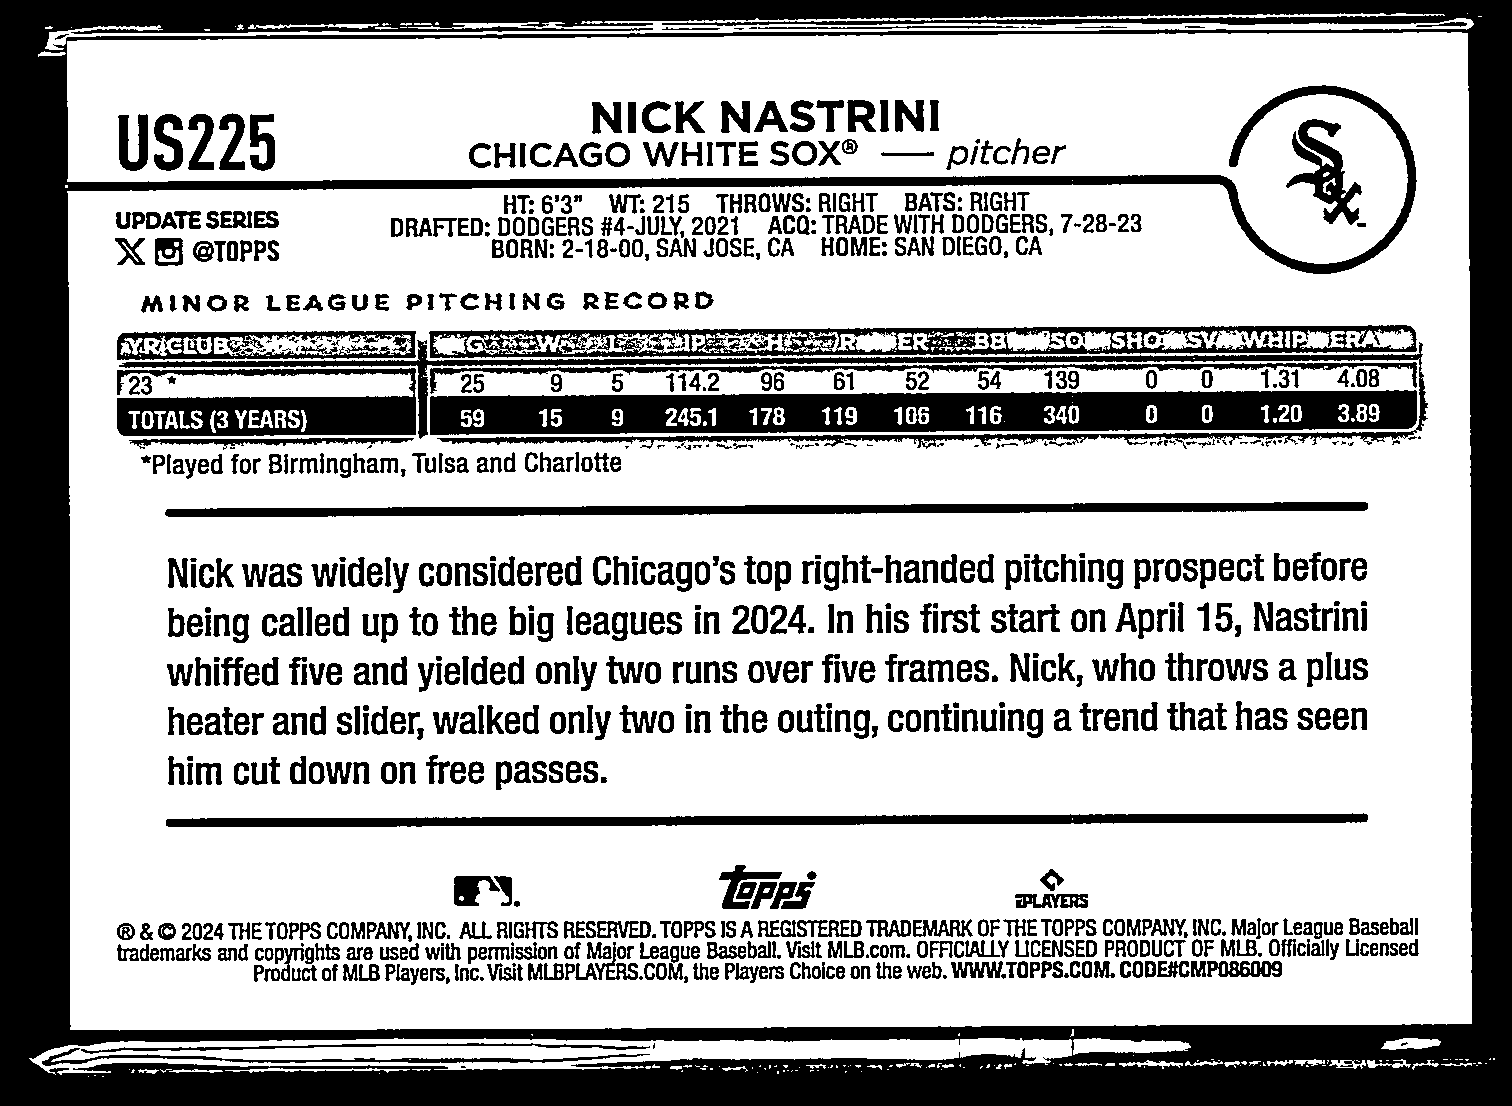 US225
NICK NASTRINI
CHICAGO WHITE SOX® — pitcher
Sox
UPDATE SERIES
@TOPPS
HT: 6'3" WT: 215 THROWS: RIGHT BATS: RIGHT
DRAFTED: DODGERS #4-JULY, 2021 ACQ: TRADE WITH DODGERS, 7-28-23
BORN: 2-18-00, SAN JOSE, CA HOME: SAN DIEGO, CA
MINOR LEAGUE PITCHING RECORD
YR CLUB G W L IP H R ER BB SO SHO SV WHIP ERA
23 * 25 9 5 114.2 96 61 52 54 139 0 0 1.31 4.08
TOTALS (3 YEARS) 59 15 9 245.1 178 119 106 116 340 0 0 1.20 3.89
*Played for Birmingham, Tulsa and Charlotte
Nick was widely considered Chicago's top right-handed pitching prospect before
being called up to the big leagues in 2024. In his first start on April 15, Nastrini
whiffed five and yielded only two runs over five frames. Nick, who throws a plus
heater and slider, walked only two in the outing, continuing a trend that has seen
him cut down on free passes.
topps
PLAYERS
® & © 2024 THE TOPPS COMPANY, INC. ALL RIGHTS RESERVED. TOPPS IS A REGISTERED TRADEMARK OF THE TOPPS COMPANY, INC. Major League Baseball
trademarks and copyrights are used with permission of Major League Baseball. Visit MLB.com. OFFICIALLY LICENSED PRODUCT OF MLB. Officially Licensed
Product of MLB Players, Inc. Visit MLBPLAYERS.COM, the Players Choice on the web. WWW.TOPPS.COM. CODE#CMP086009